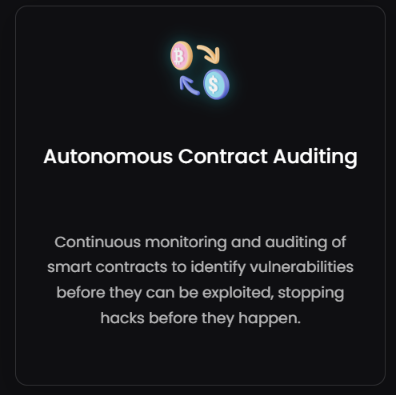 Autonomous Contract Auditing
Continuous monitoring and auditing of
smart contracts to identify vulnerabilities
before they can be exploited, stopping
hacks before they happen.